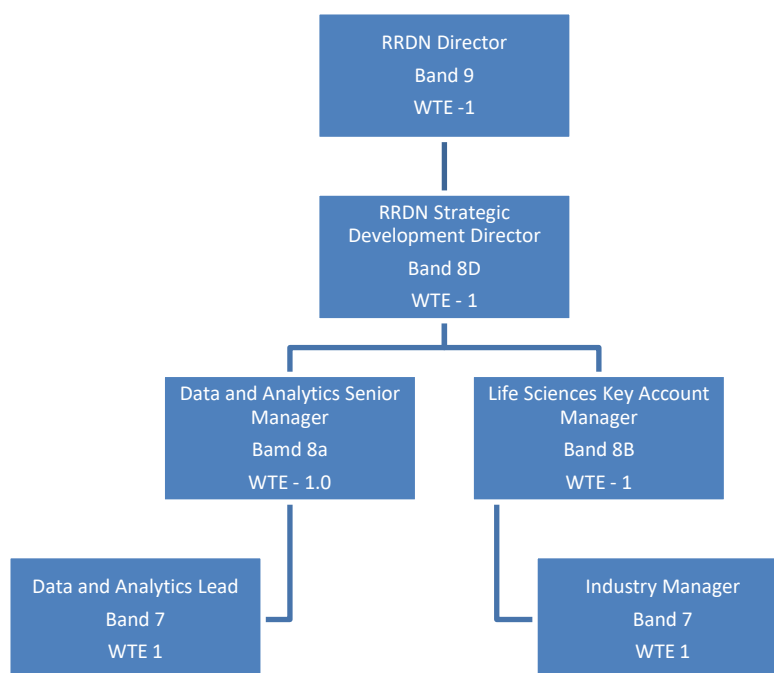 RRDN Director
Band 9
WTE -1
RRDN Strategic
Development Director
Band 8D
WTE - 1
Data and Analytics Senior
Manager
Bamd 8a
WTE - 1.0
Life Sciences Key Account
Manager
Band 8B
WTE - 1
Data and Analytics Lead
Band 7
WTE 1
Industry Manager
Band 7
WTE 1